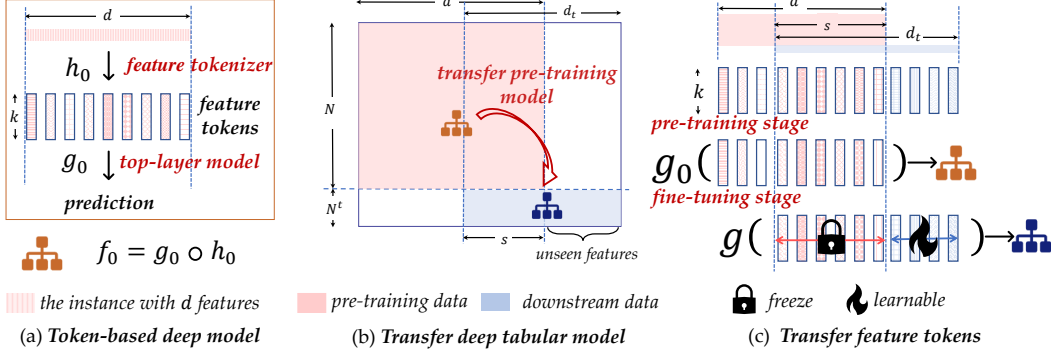 d
h₀
feature tokenizer
k
feature
tokens
g₀
top-layer model
prediction
f₀ = g₀ ∘ h₀
the instance with d features
(a) Token-based deep model
d
dₜ
N
transfer pre-training
model
Nᵗ
s
unseen features
pre-training data
downstream data
(b) Transfer deep tabular model
d
s
dₜ
k
pre-training stage
g₀(
)
fine-tuning stage
g(
)
freeze
learnable
(c) Transfer feature tokens